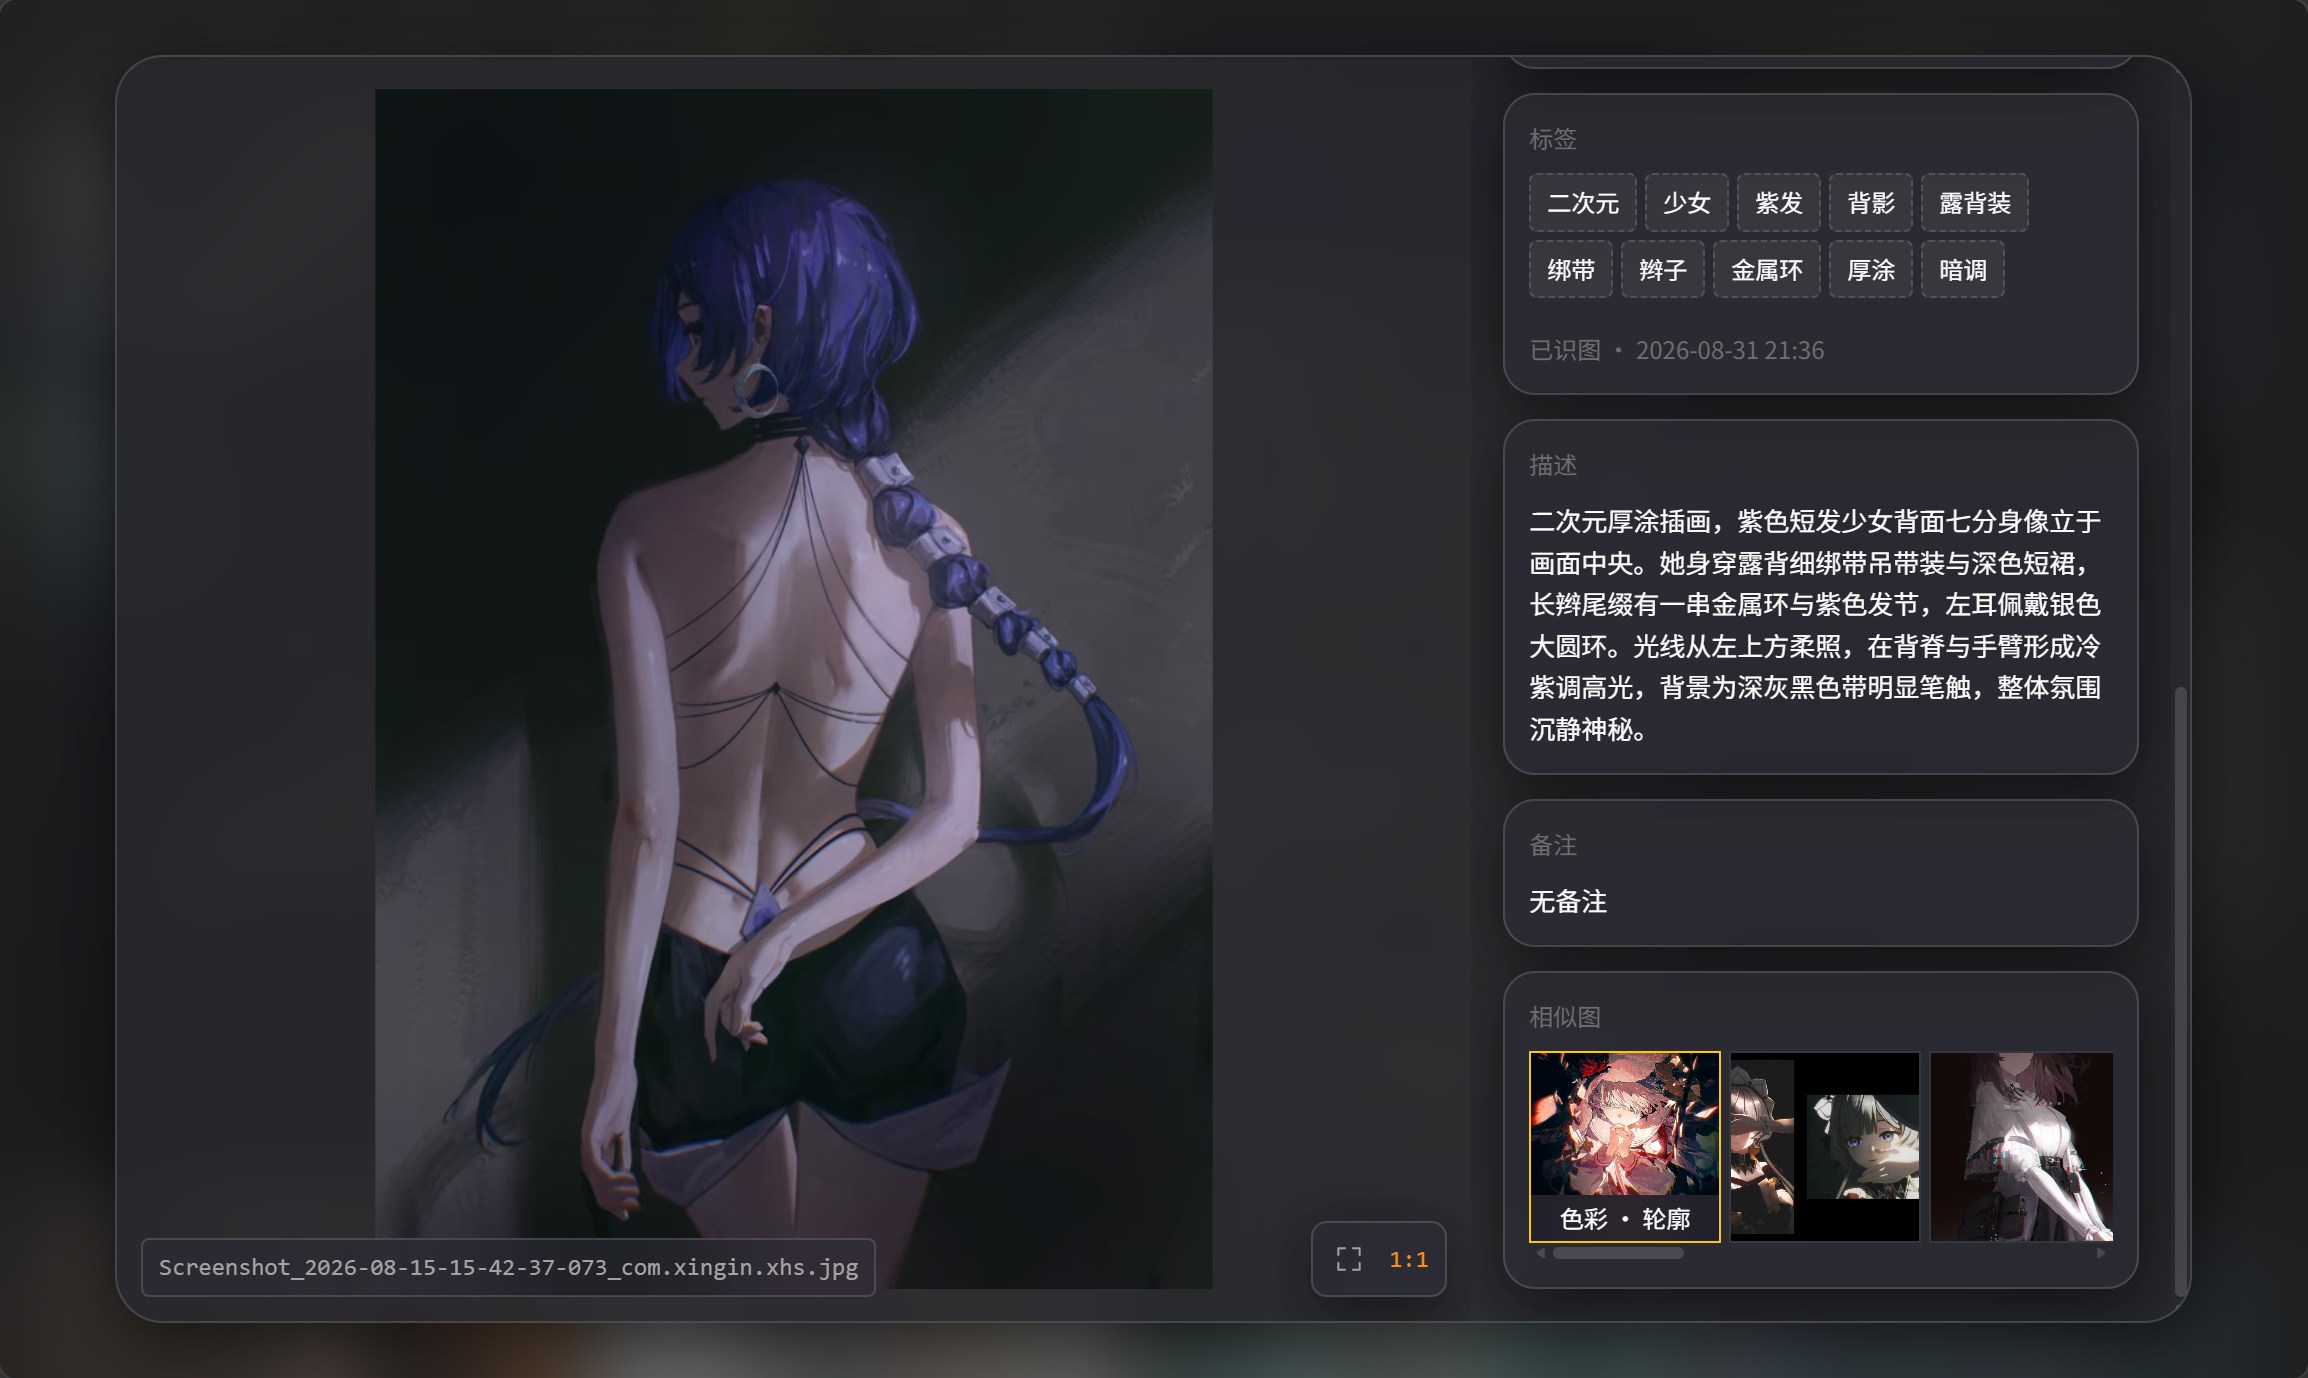 标签
二次元 少女 紫发 背影 露背装
绑带 辫子 金属环 厚涂 暗调
已识图 · 2026-08-31 21:36
描述
二次元厚涂插画，紫色短发少女背面七分身像立于
画面中央。她身穿露背细绑带吊带装与深色短裙，
长辫尾缀有一串金属环与紫色发节，左耳佩戴银色
大圆环。光线从左上方柔照，在背脊与手臂形成冷
紫调高光，背景为深灰黑色带明显笔触，整体氛围
沉静神秘。
备注
无备注
相似图
色彩 · 轮廓
Screenshot_2026-08-15-15-42-37-073_com.xingin.xhs.jpg
1:1